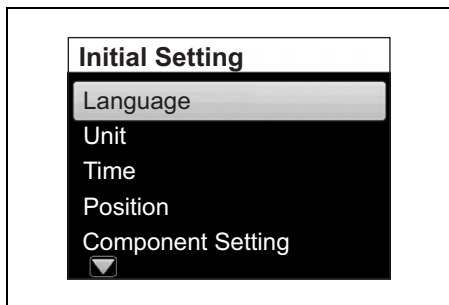 Initial Setting
Language
Unit
Time
Position
Component Setting